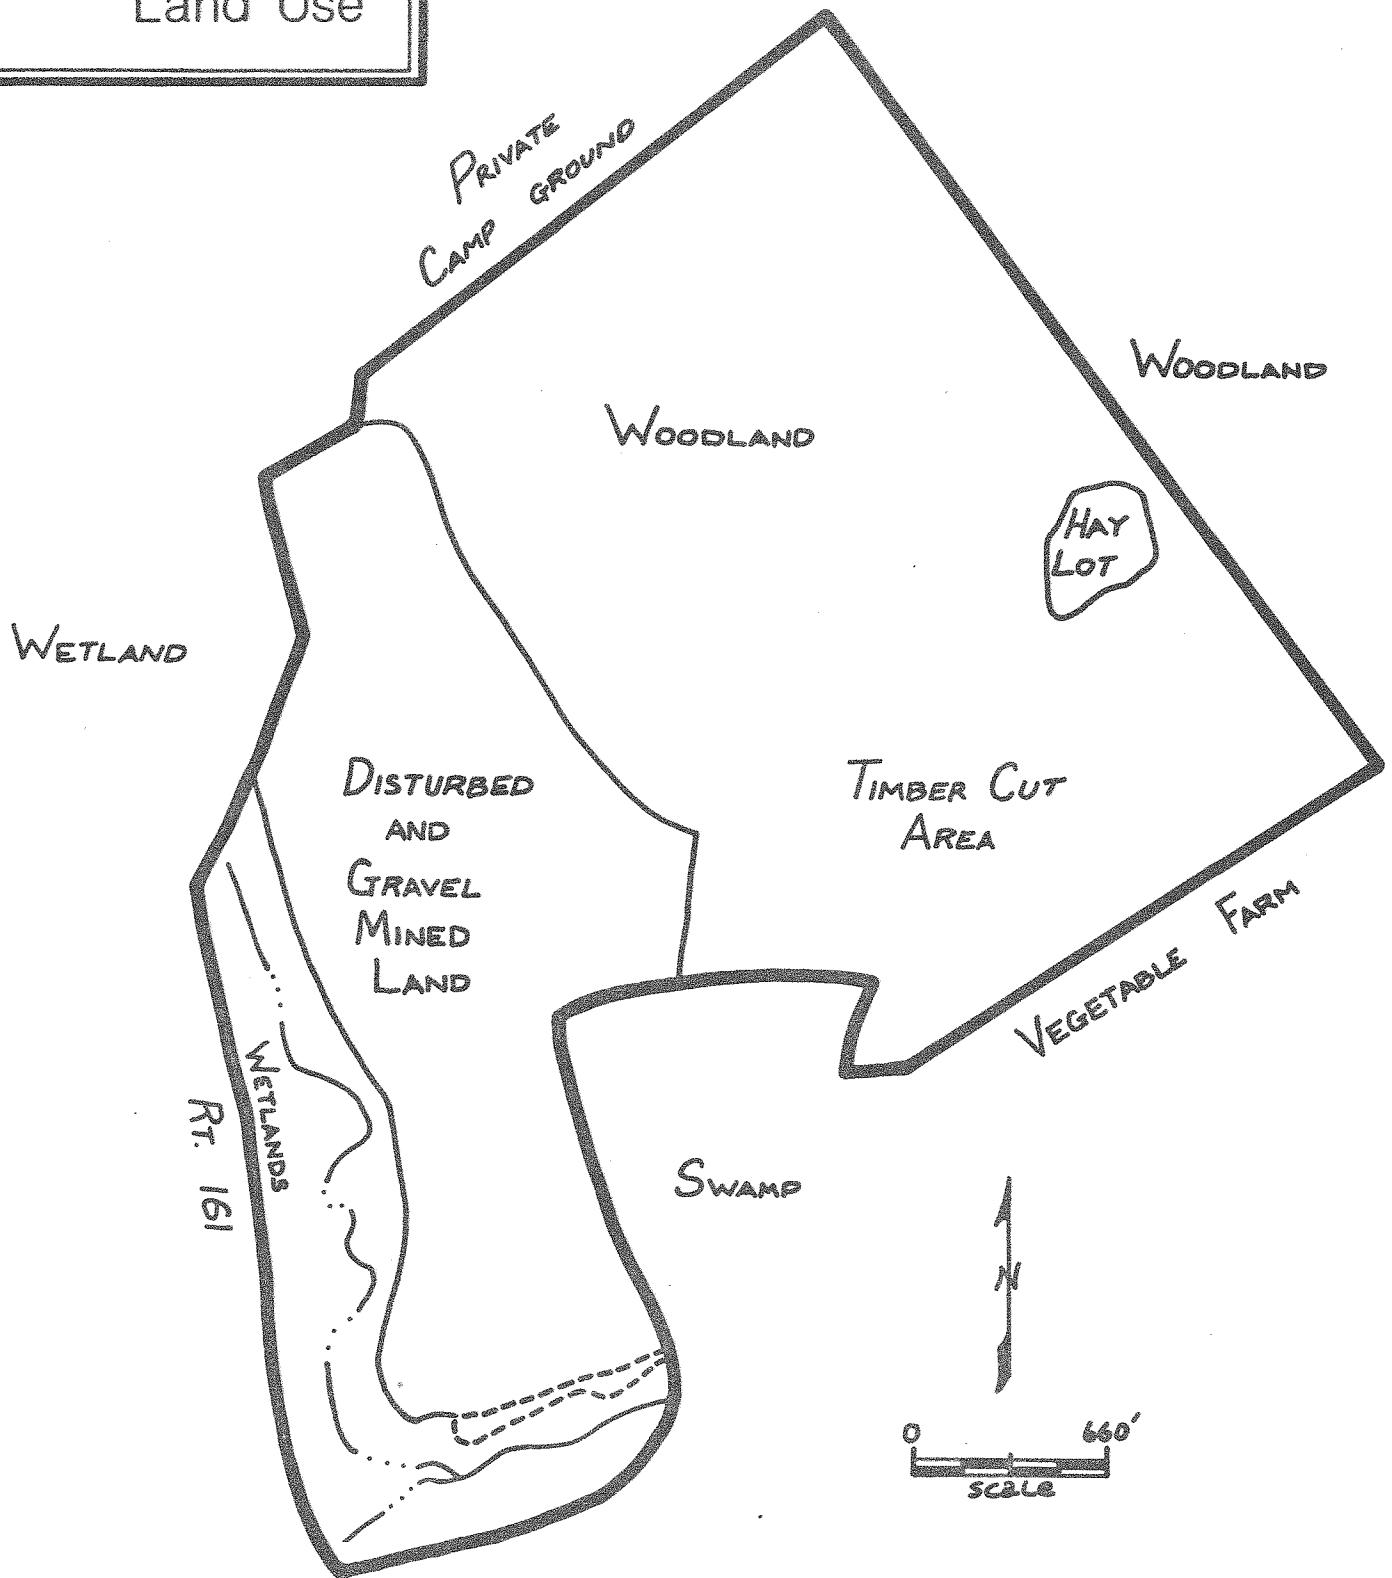 Land Use
PRIVATE
CAMP GROUND
WOODLAND
WOODLAND
HAY
LOT
WETLAND
DISTURBED
AND
GRAVEL
MINED
LAND
TIMBER CUT
AREA
VEGETABLE FARM
WETLANDS
RT. 161
SWAMP
N
0 660'
scale